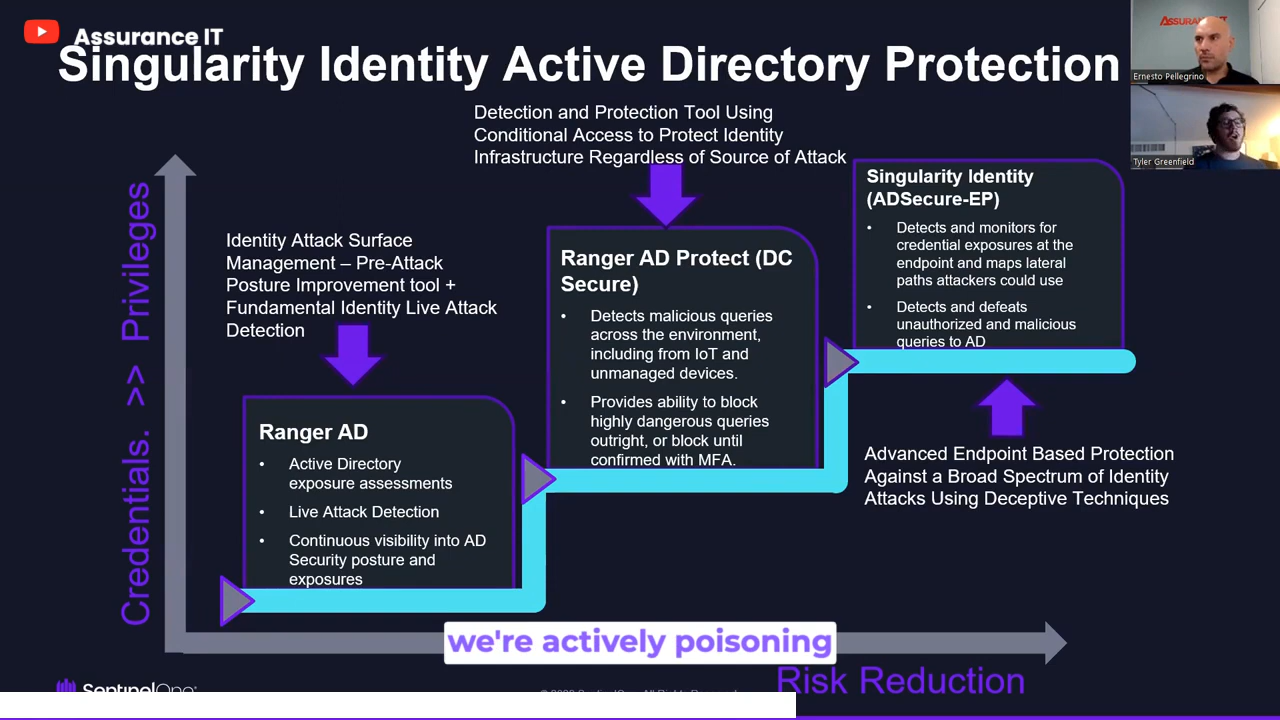 Assurance IT
Singularity Identity Active Directory Protection
ASSURANCE IT
Ernesto Pellegrino
Tyler Greenfield
Detection and Protection Tool Using
Conditional Access to Protect Identity
Infrastructure Regardless of Source of Attack
Credentials. >> Privileges
Identity Attack Surface
Management – Pre-Attack
Posture Improvement tool +
Fundamental Identity Live Attack
Detection
Ranger AD
• Active Directory
exposure assessments
• Live Attack Detection
• Continuous visibility into AD
Security posture and
exposures
Ranger AD Protect (DC
Secure)
• Detects malicious queries
across the environment,
including from IoT and
unmanaged devices.
• Provides ability to block
highly dangerous queries
outright, or block until
confirmed with MFA.
Singularity Identity
(ADSecure-EP)
• Detects and monitors for
credential exposures at the
endpoint and maps lateral
paths attackers could use
• Detects and defeats
unauthorized and malicious
queries to AD
Advanced Endpoint Based Protection
Against a Broad Spectrum of Identity
Attacks Using Deceptive Techniques
we're actively poisoning
Risk Reduction
SentinelOne